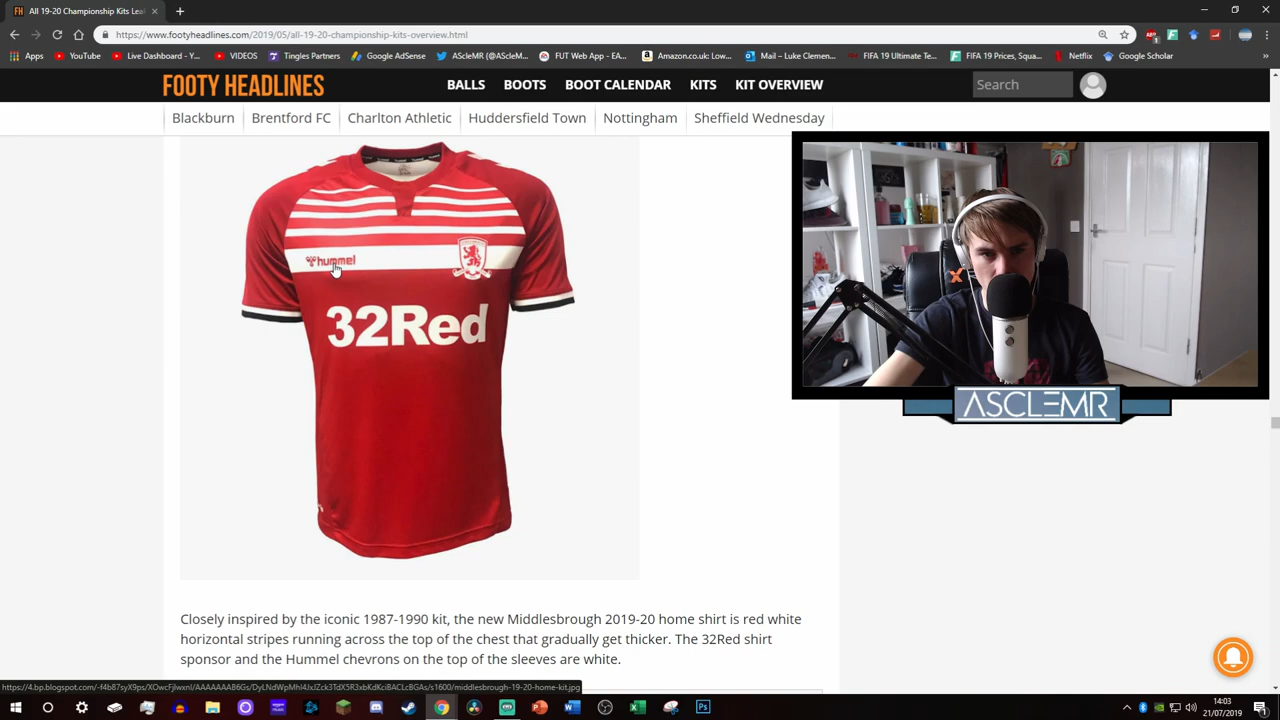 All 19-20 Championship Kits Leak
https://www.footyheadlines.com/2019/05/all-19-20-championship-kits-overview.html
Apps YouTube Live Dashboard - Y... VIDEOS Tingles Partners Google AdSense AScleMR (@AScleM... FUT Web App - EA... Amazon.co.uk: Low... Mail – Luke Clemen... FIFA 19 Ultimate Te... FIFA 19 Prices, Squa... Netflix Google Scholar
FOOTY HEADLINES BALLS BOOTS BOOT CALENDAR KITS KIT OVERVIEW Search
Blackburn Brentford FC Charlton Athletic Huddersfield Town Nottingham Sheffield Wednesday
hummel
32Red
ASCLEMR
Closely inspired by the iconic 1987-1990 kit, the new Middlesbrough 2019-20 home shirt is red white
horizontal stripes running across the top of the chest that gradually get thicker. The 32Red shirt
sponsor and the Hummel chevrons on the top of the sleeves are white.
14:03
21/07/2019